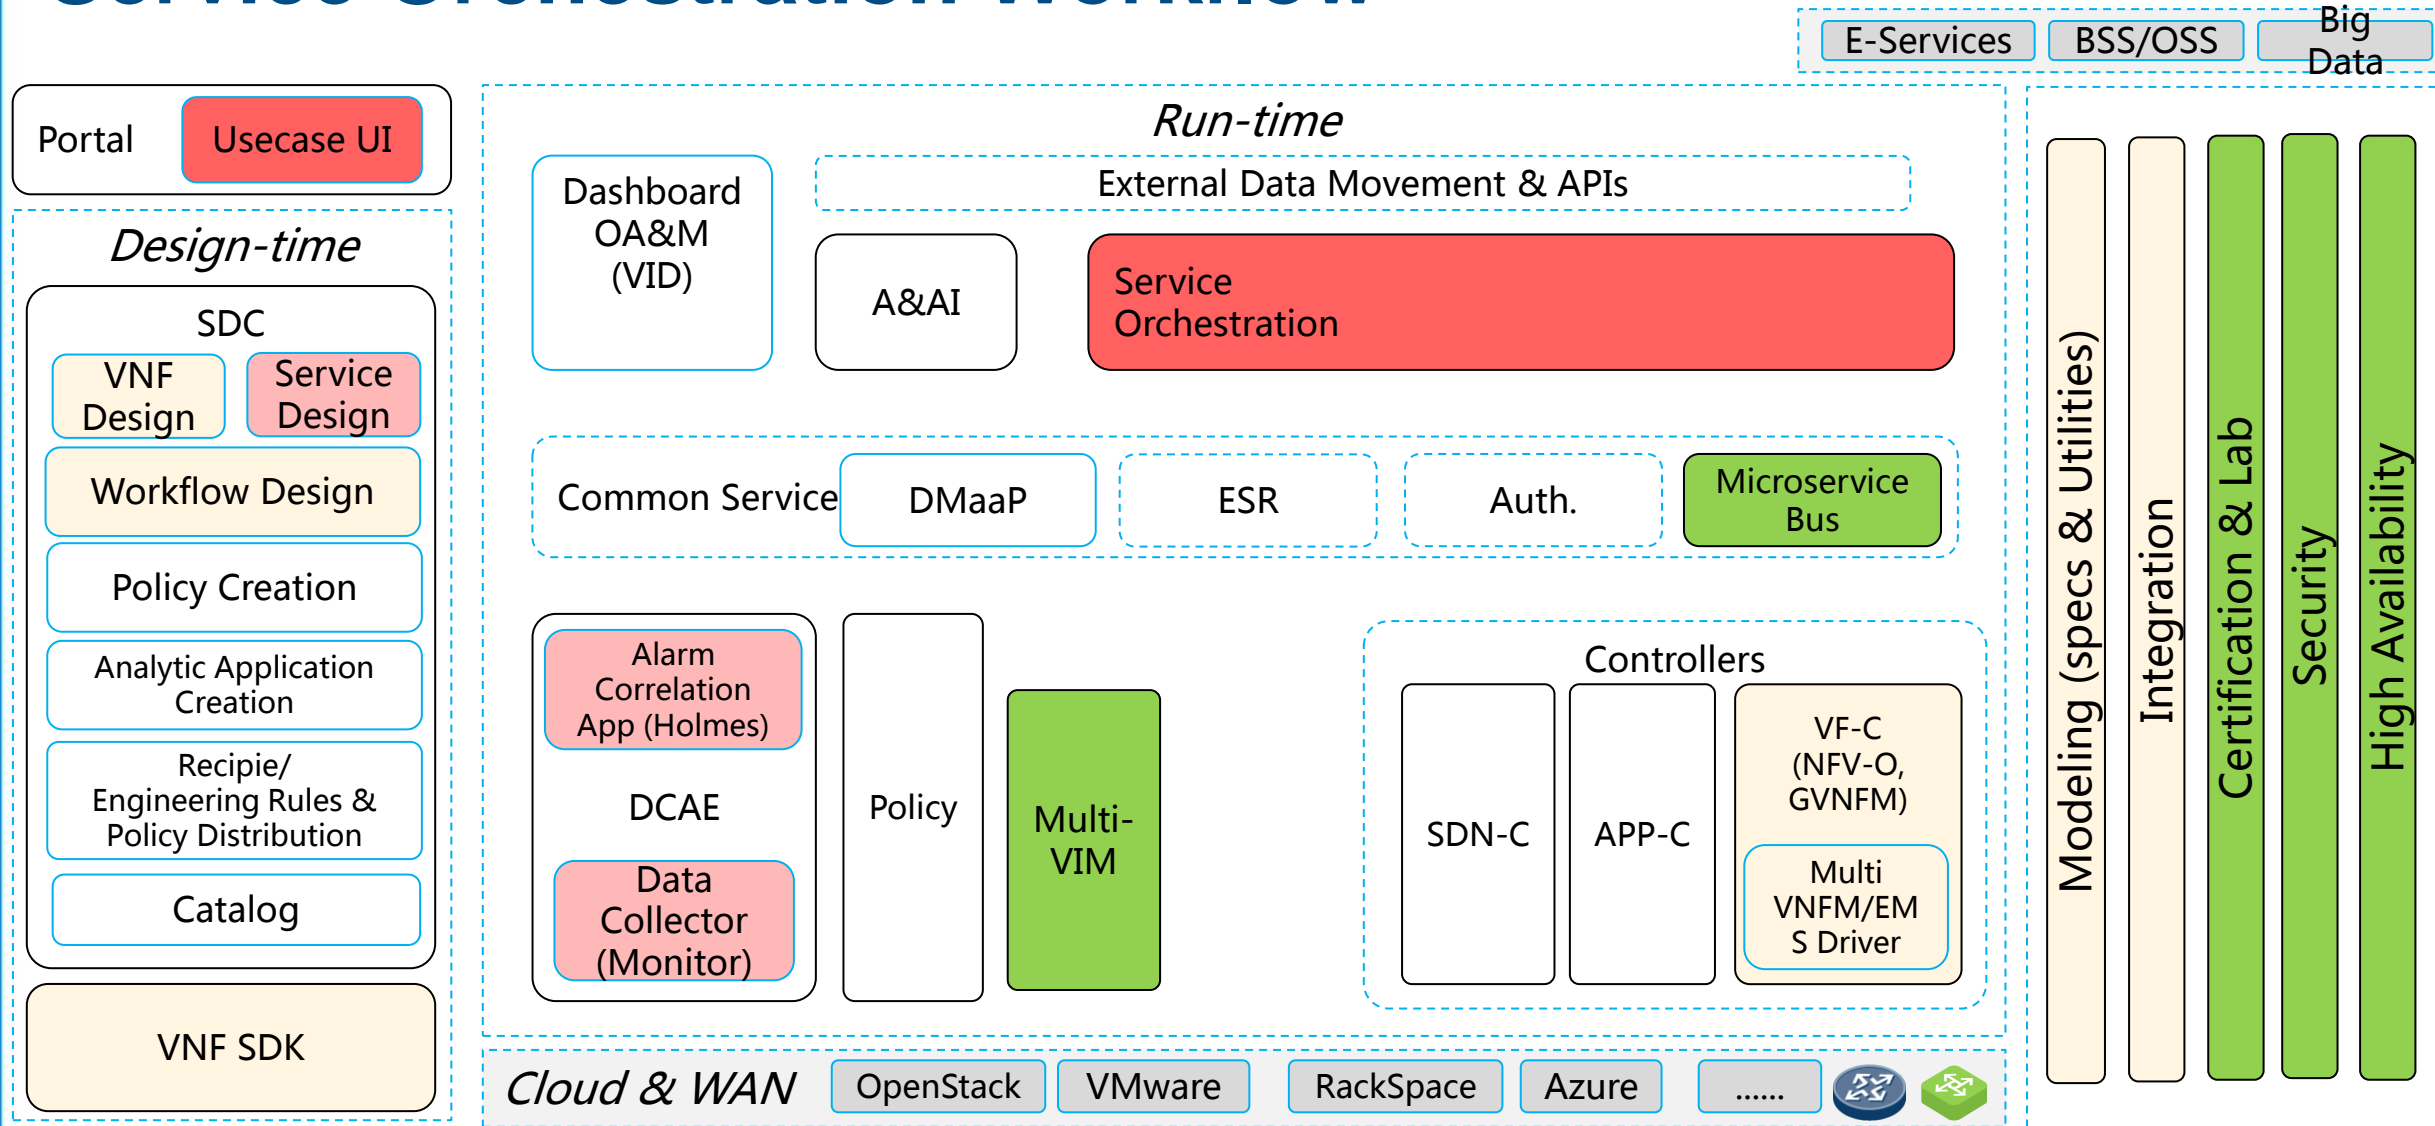 Service Orchestration Workflow
E-Services
BSS/OSS
Big
Data
Portal
Usecase UI
Design-time
SDC
VNF
Design
Service
Design
Workflow Design
Policy Creation
Analytic Application
Creation
Recipie/
Engineering Rules &
Policy Distribution
Catalog
VNF SDK
Run-time
Dashboard
OA&M
(VID)
External Data Movement & APIs
A&AI
Service
Orchestration
Common Service
DMaaP
ESR
Auth.
Microservice
Bus
Alarm
Correlation
App (Holmes)
DCAE
Data
Collector
(Monitor)
Policy
Multi-
VIM
Controllers
SDN-C
APP-C
VF-C
(NFV-O,
GVNFM)
Multi
VNFM/EM
S Driver
Cloud & WAN
OpenStack
VMware
RackSpace
Azure
......
Modeling (specs & Utilities)
Integration
Certification & Lab
Security
High Availability